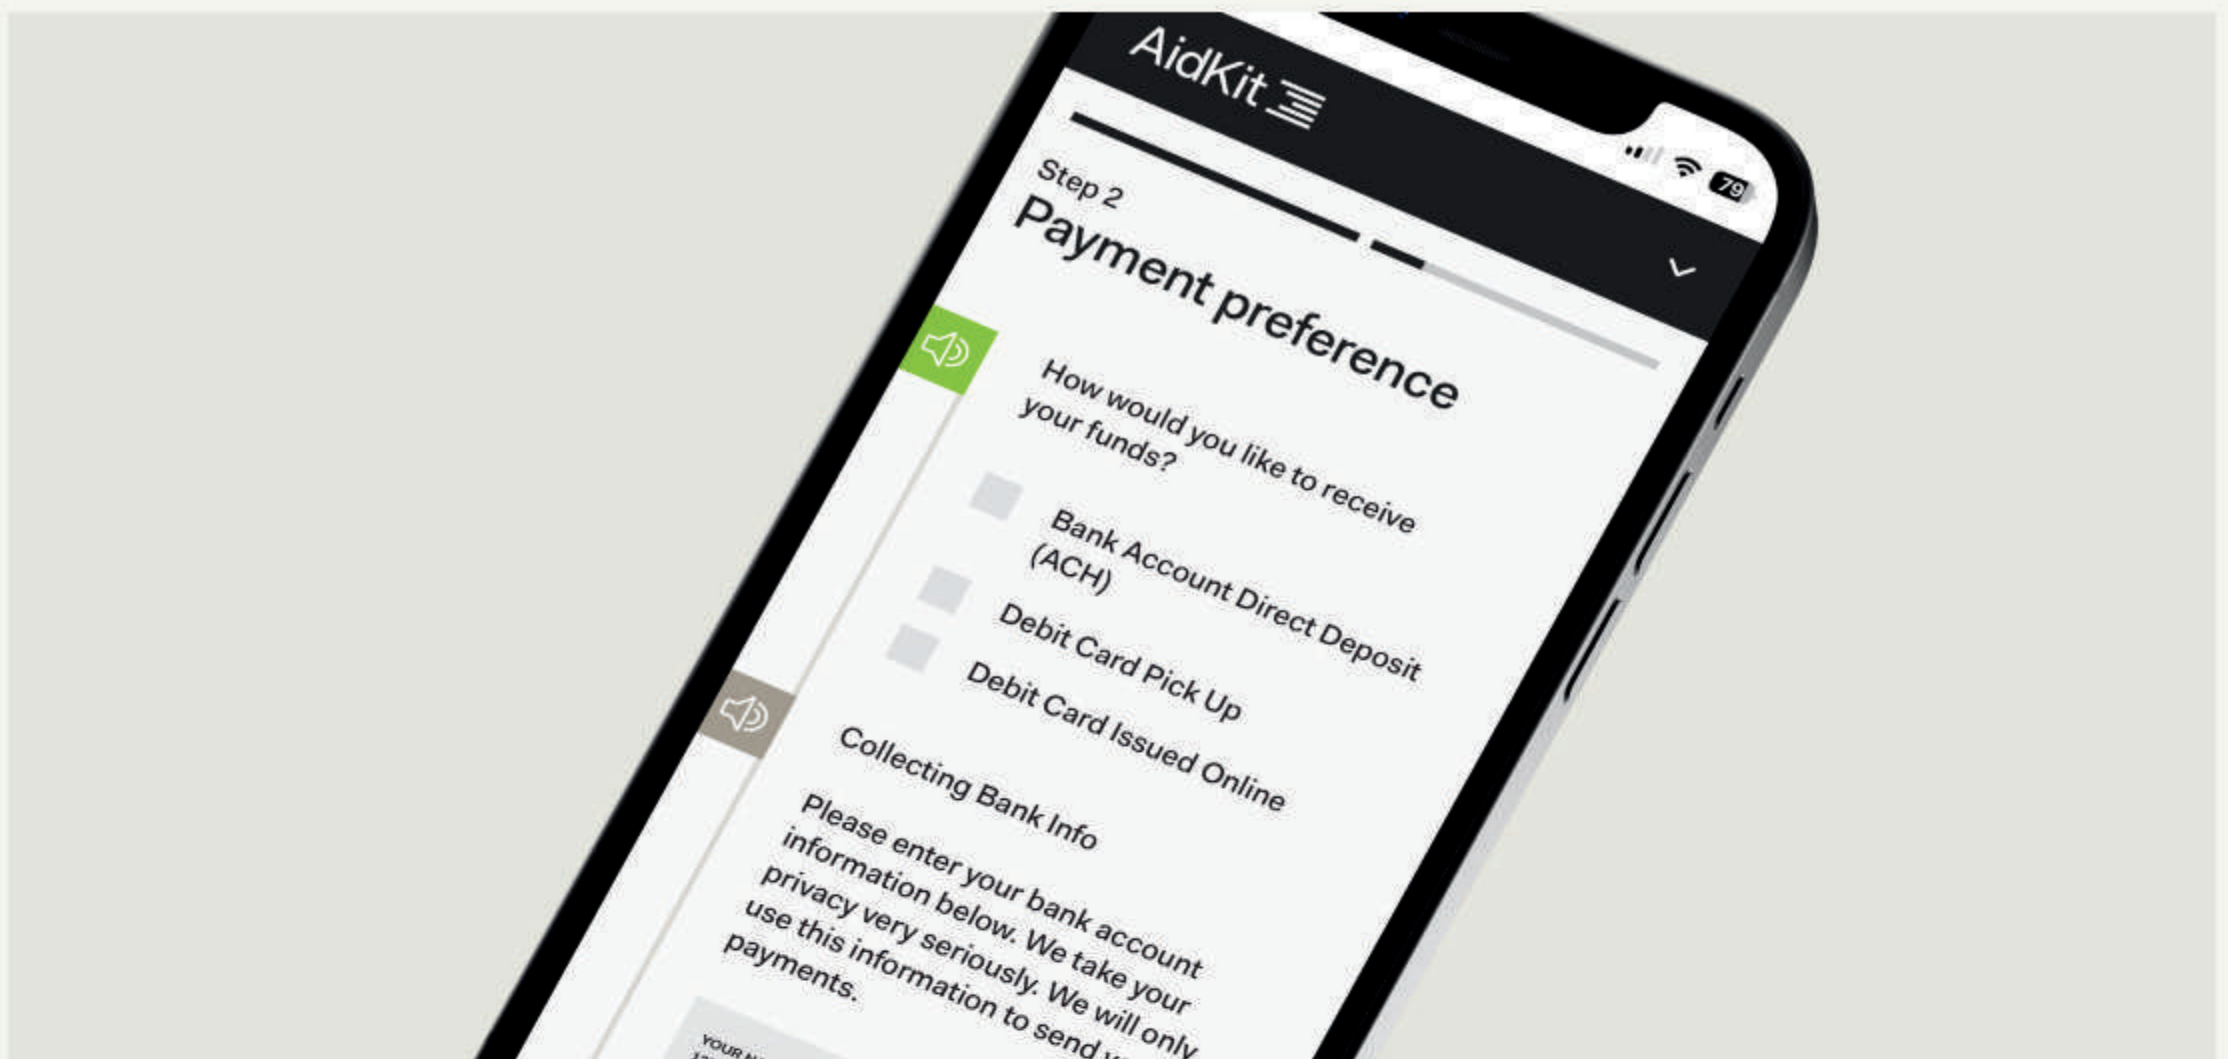 AidKit
79
Step 2
Payment preference
How would you like to receive
your funds?
Bank Account Direct Deposit
(ACH)
Debit Card Pick Up
Debit Card Issued Online
Collecting Bank Info
Please enter your bank account
information below. We take your
privacy very seriously. We will only
use this information to send
payments.
YOUR